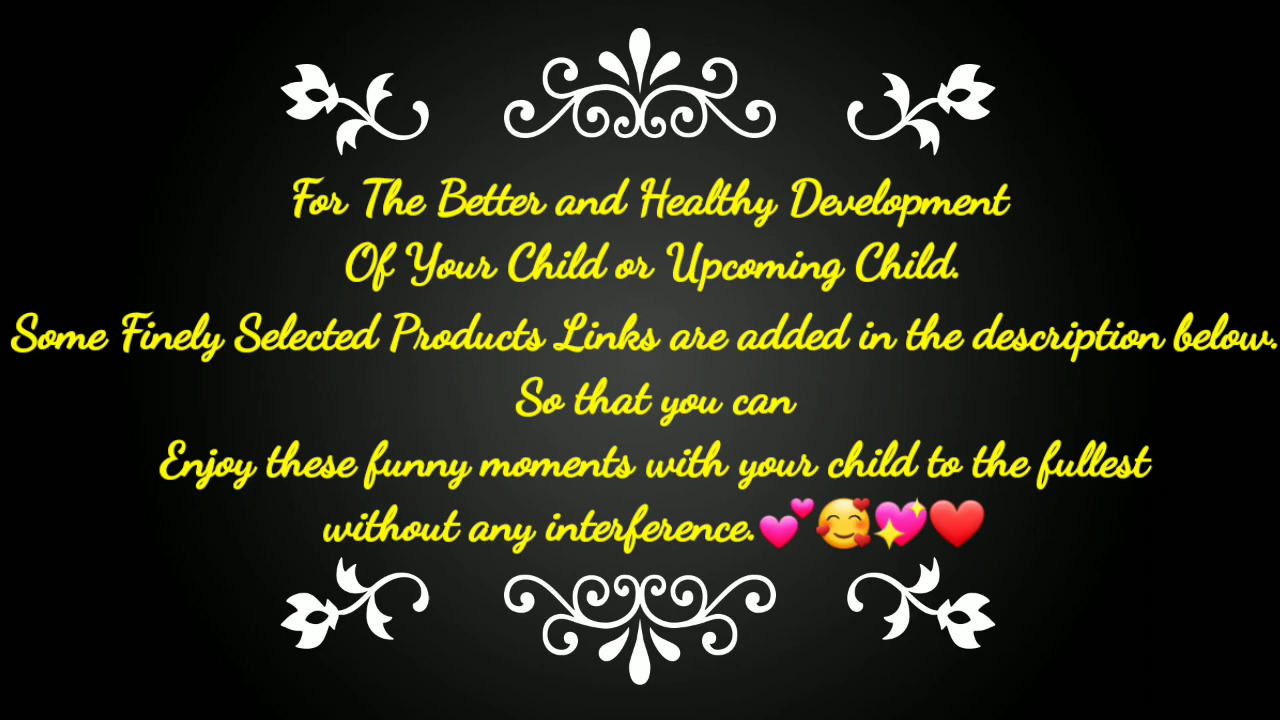 For The Better and Healthy Development
Of Your Child or Upcoming Child.
Some Finely Selected Products Links are added in the description below.
So that you can
Enjoy these funny moments with your child to the fullest
without any interference.💕🥰💖❤️